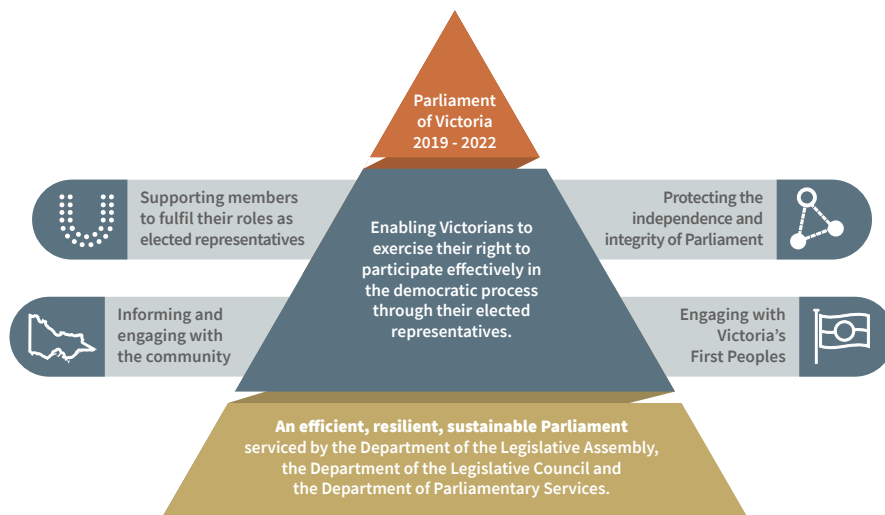 Parliament
of Victoria
2019 - 2022
Supporting members
to fulfil their roles as
elected representatives
Protecting the
independence and
integrity of Parliament
Enabling Victorians to
exercise their right to
participate effectively in
the democratic process
through their elected
representatives.
Informing and
engaging with
the community
Engaging with
Victoria's
First Peoples
An efficient, resilient, sustainable Parliament
serviced by the Department of the Legislative Assembly,
the Department of the Legislative Council and
the Department of Parliamentary Services.